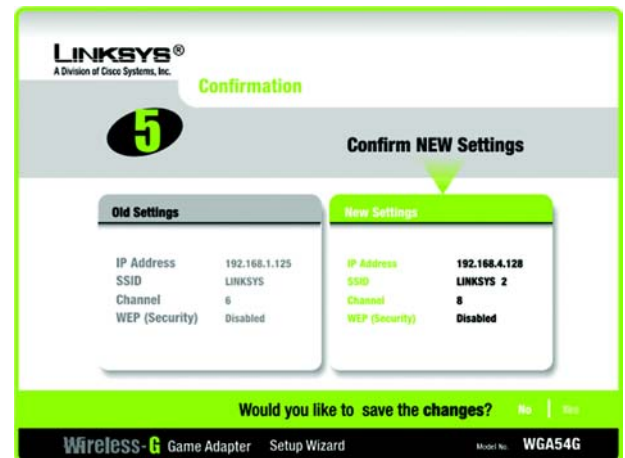 LINKSYS®
A Division of Cisco Systems, Inc.
Confirmation
5
Confirm NEW Settings
Old Settings
IP Address 192.168.1.125
SSID LINKSYS
Channel 6
WEP (Security) Disabled
New Settings
IP Address 192.168.4.128
SSID LINKSYS 2
Channel 8
WEP (Security) Disabled
Would you like to save the changes? No | Yes
Wireless-G Game Adapter Setup Wizard Model No. WGA54G